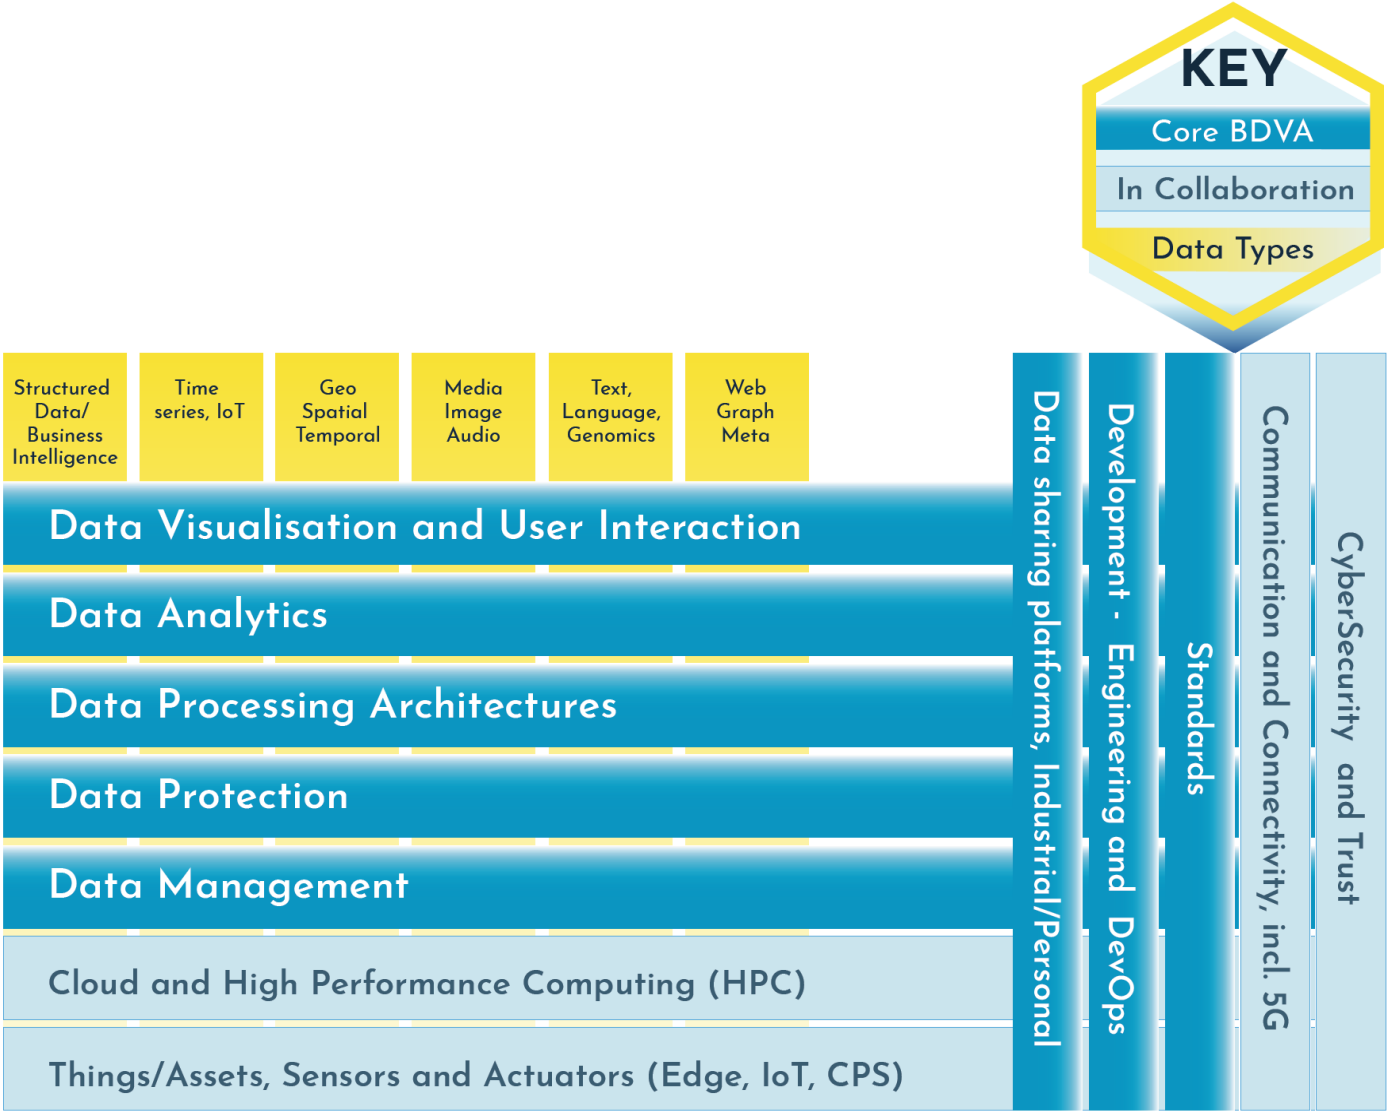 KEY
Core BDVA
In Collaboration
Data Types
Structured
Data/
Business
Intelligence
Time
series, IoT
Geo
Spatial
Temporal
Media
Image
Audio
Text,
Language,
Genomics
Web
Graph
Meta
Data Visualisation and User Interaction
Data Analytics
Data Processing Architectures
Data Protection
Data Management
Cloud and High Performance Computing (HPC)
Things/Assets, Sensors and Actuators (Edge, IoT, CPS)
Data sharing platforms, Industrial/Personal
Development - Engineering and DevOps
Standards
Communication and Connectivity, incl. 5G
CyberSecurity and Trust